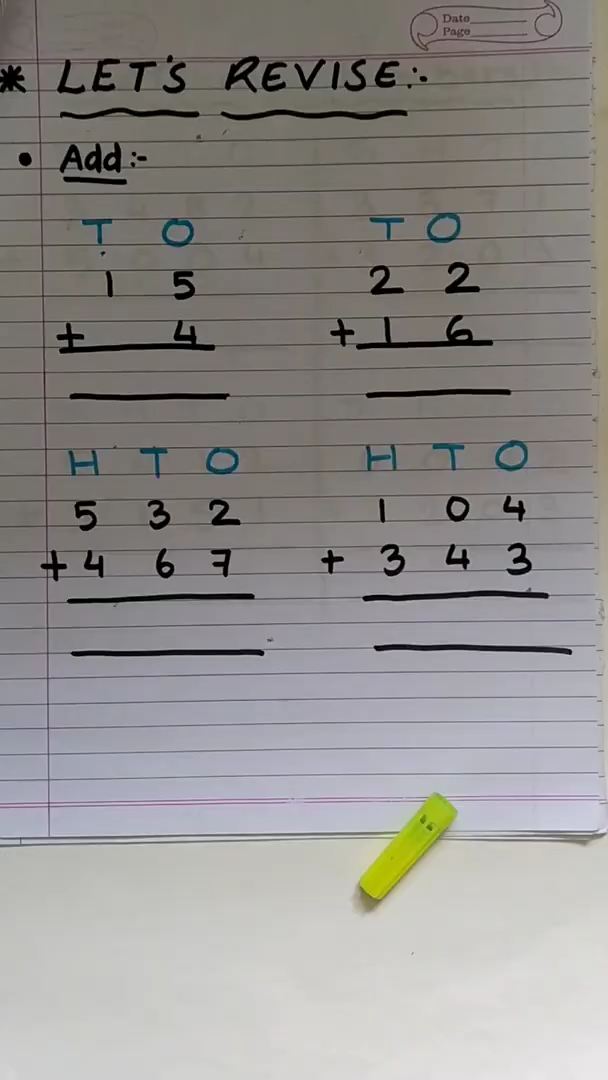 Date
Page
* LET'S REVISE:-
• Add:-
T O T O
1 5 2 2
+ 4 + 1 6
H T O H T O
5 3 2 1 0 4
+ 4 6 7 + 3 4 3